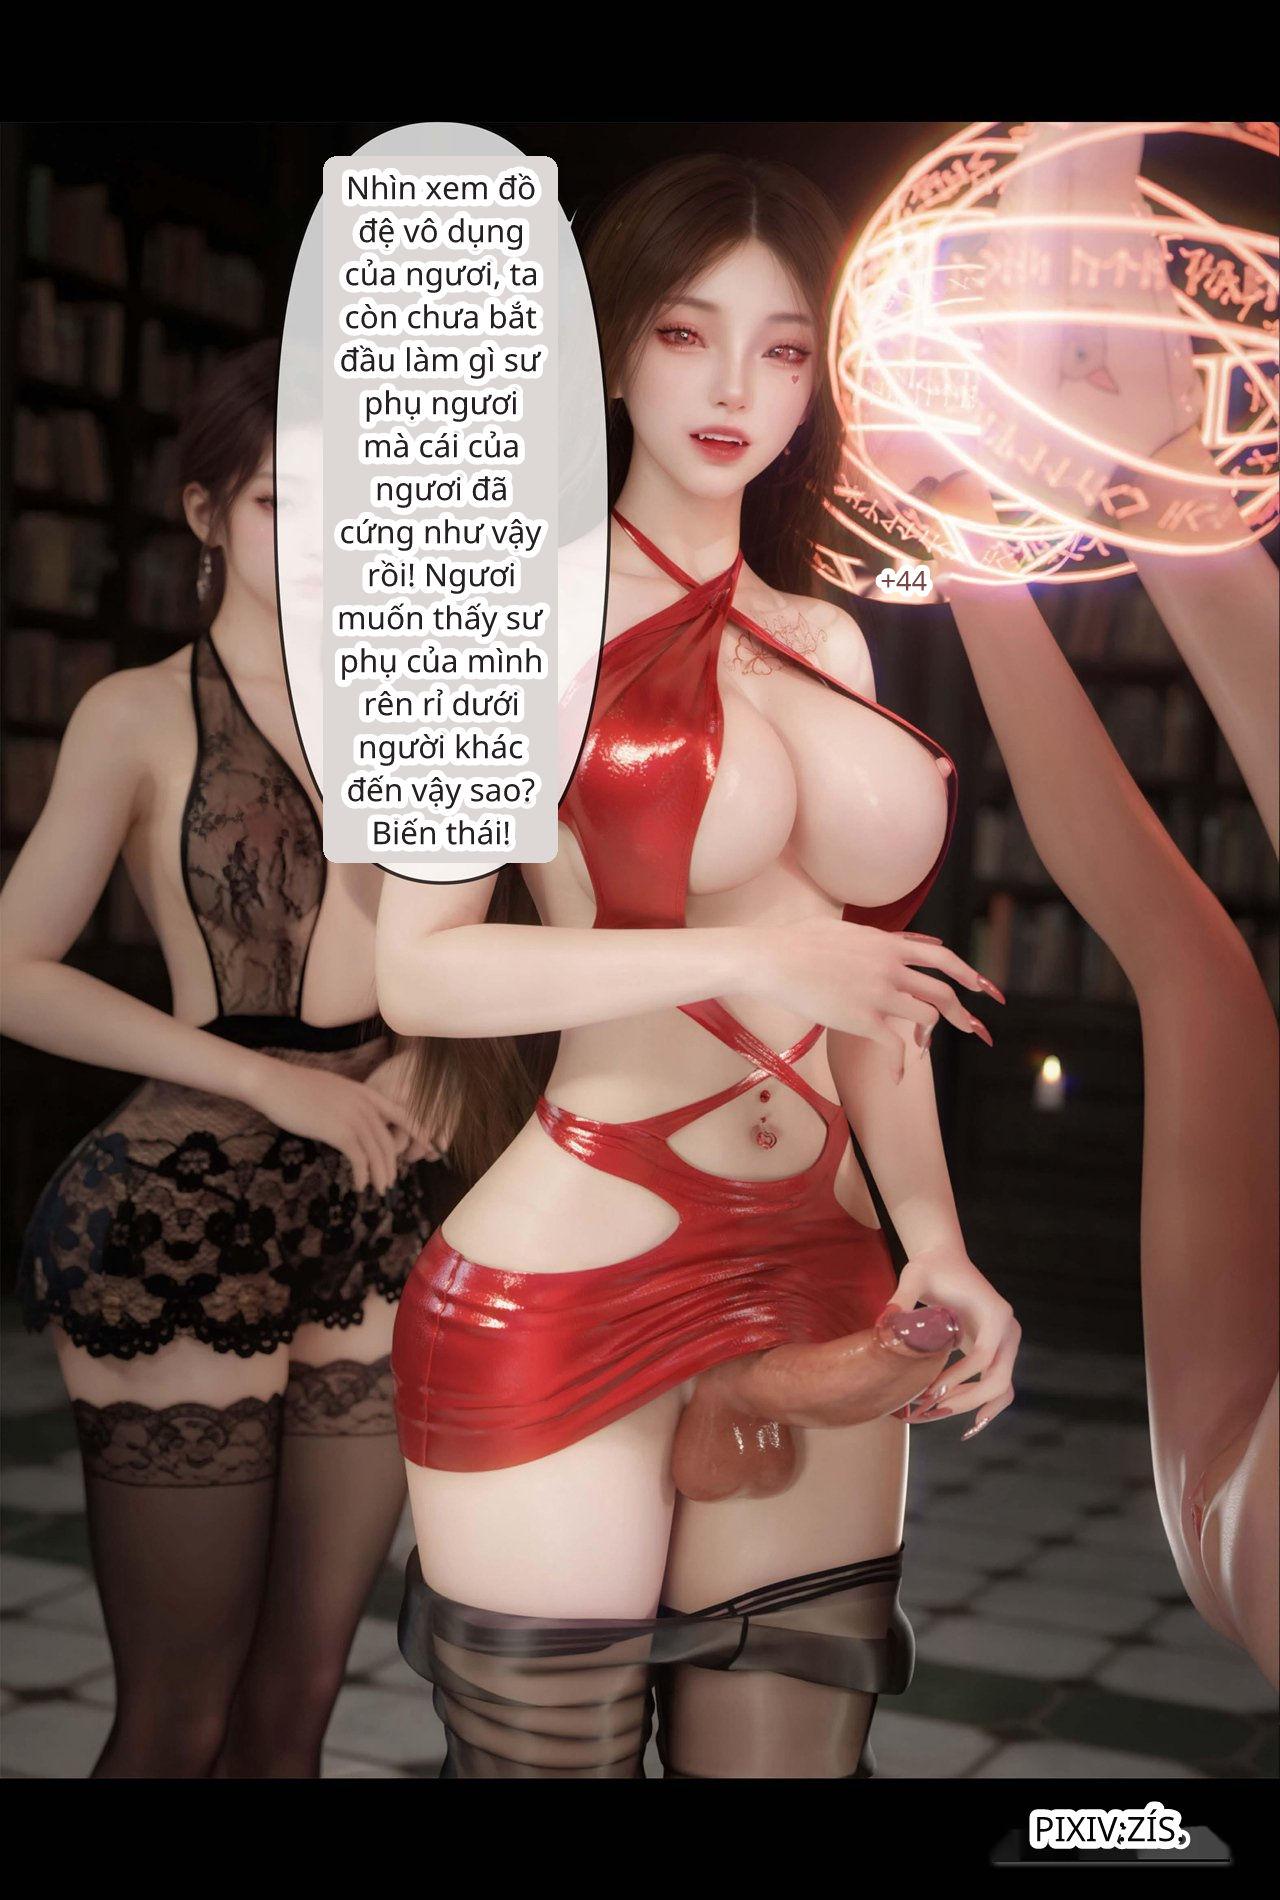 Nhìn xem đồ
đệ vô dụng
của ngươi, ta
còn chưa bắt
đầu làm gì sư
phụ ngươi
mà cái của
ngươi đã
cứng như vậy
rồi! Ngươi
muốn thấy sư
phụ của mình
rên rỉ dưới
người khác
đến vậy sao?
Biến thái!
+44
PIXIV:ZÍS.